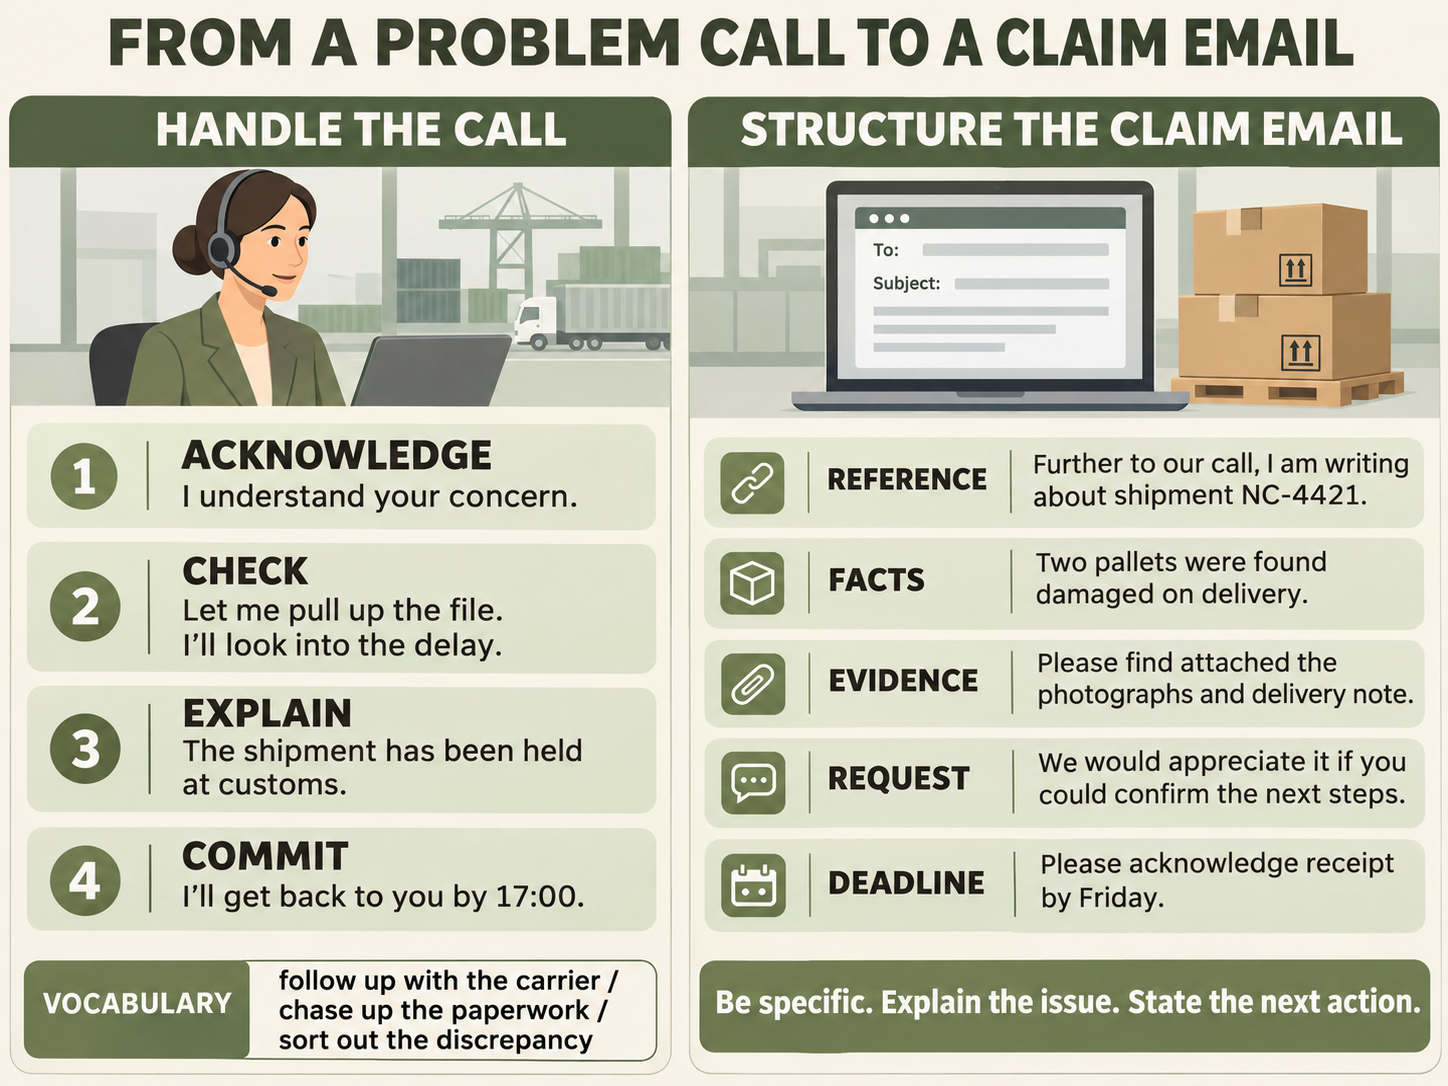 FROM A PROBLEM CALL TO A CLAIM EMAIL
HANDLE THE CALL
1
ACKNOWLEDGE
I understand your concern.
2
CHECK
Let me pull up the file.
I’ll look into the delay.
3
EXPLAIN
The shipment has been held
at customs.
4
COMMIT
I’ll get back to you by 17:00.
VOCABULARY
follow up with the carrier /
chase up the paperwork /
sort out the discrepancy
STRUCTURE THE CLAIM EMAIL
To:
Subject:
REFERENCE
Further to our call, I am writing
about shipment NC-4421.
FACTS
Two pallets were found
damaged on delivery.
EVIDENCE
Please find attached the
photographs and delivery note.
REQUEST
We would appreciate it if you
could confirm the next steps.
DEADLINE
Please acknowledge receipt
by Friday.
Be specific. Explain the issue. State the next action.